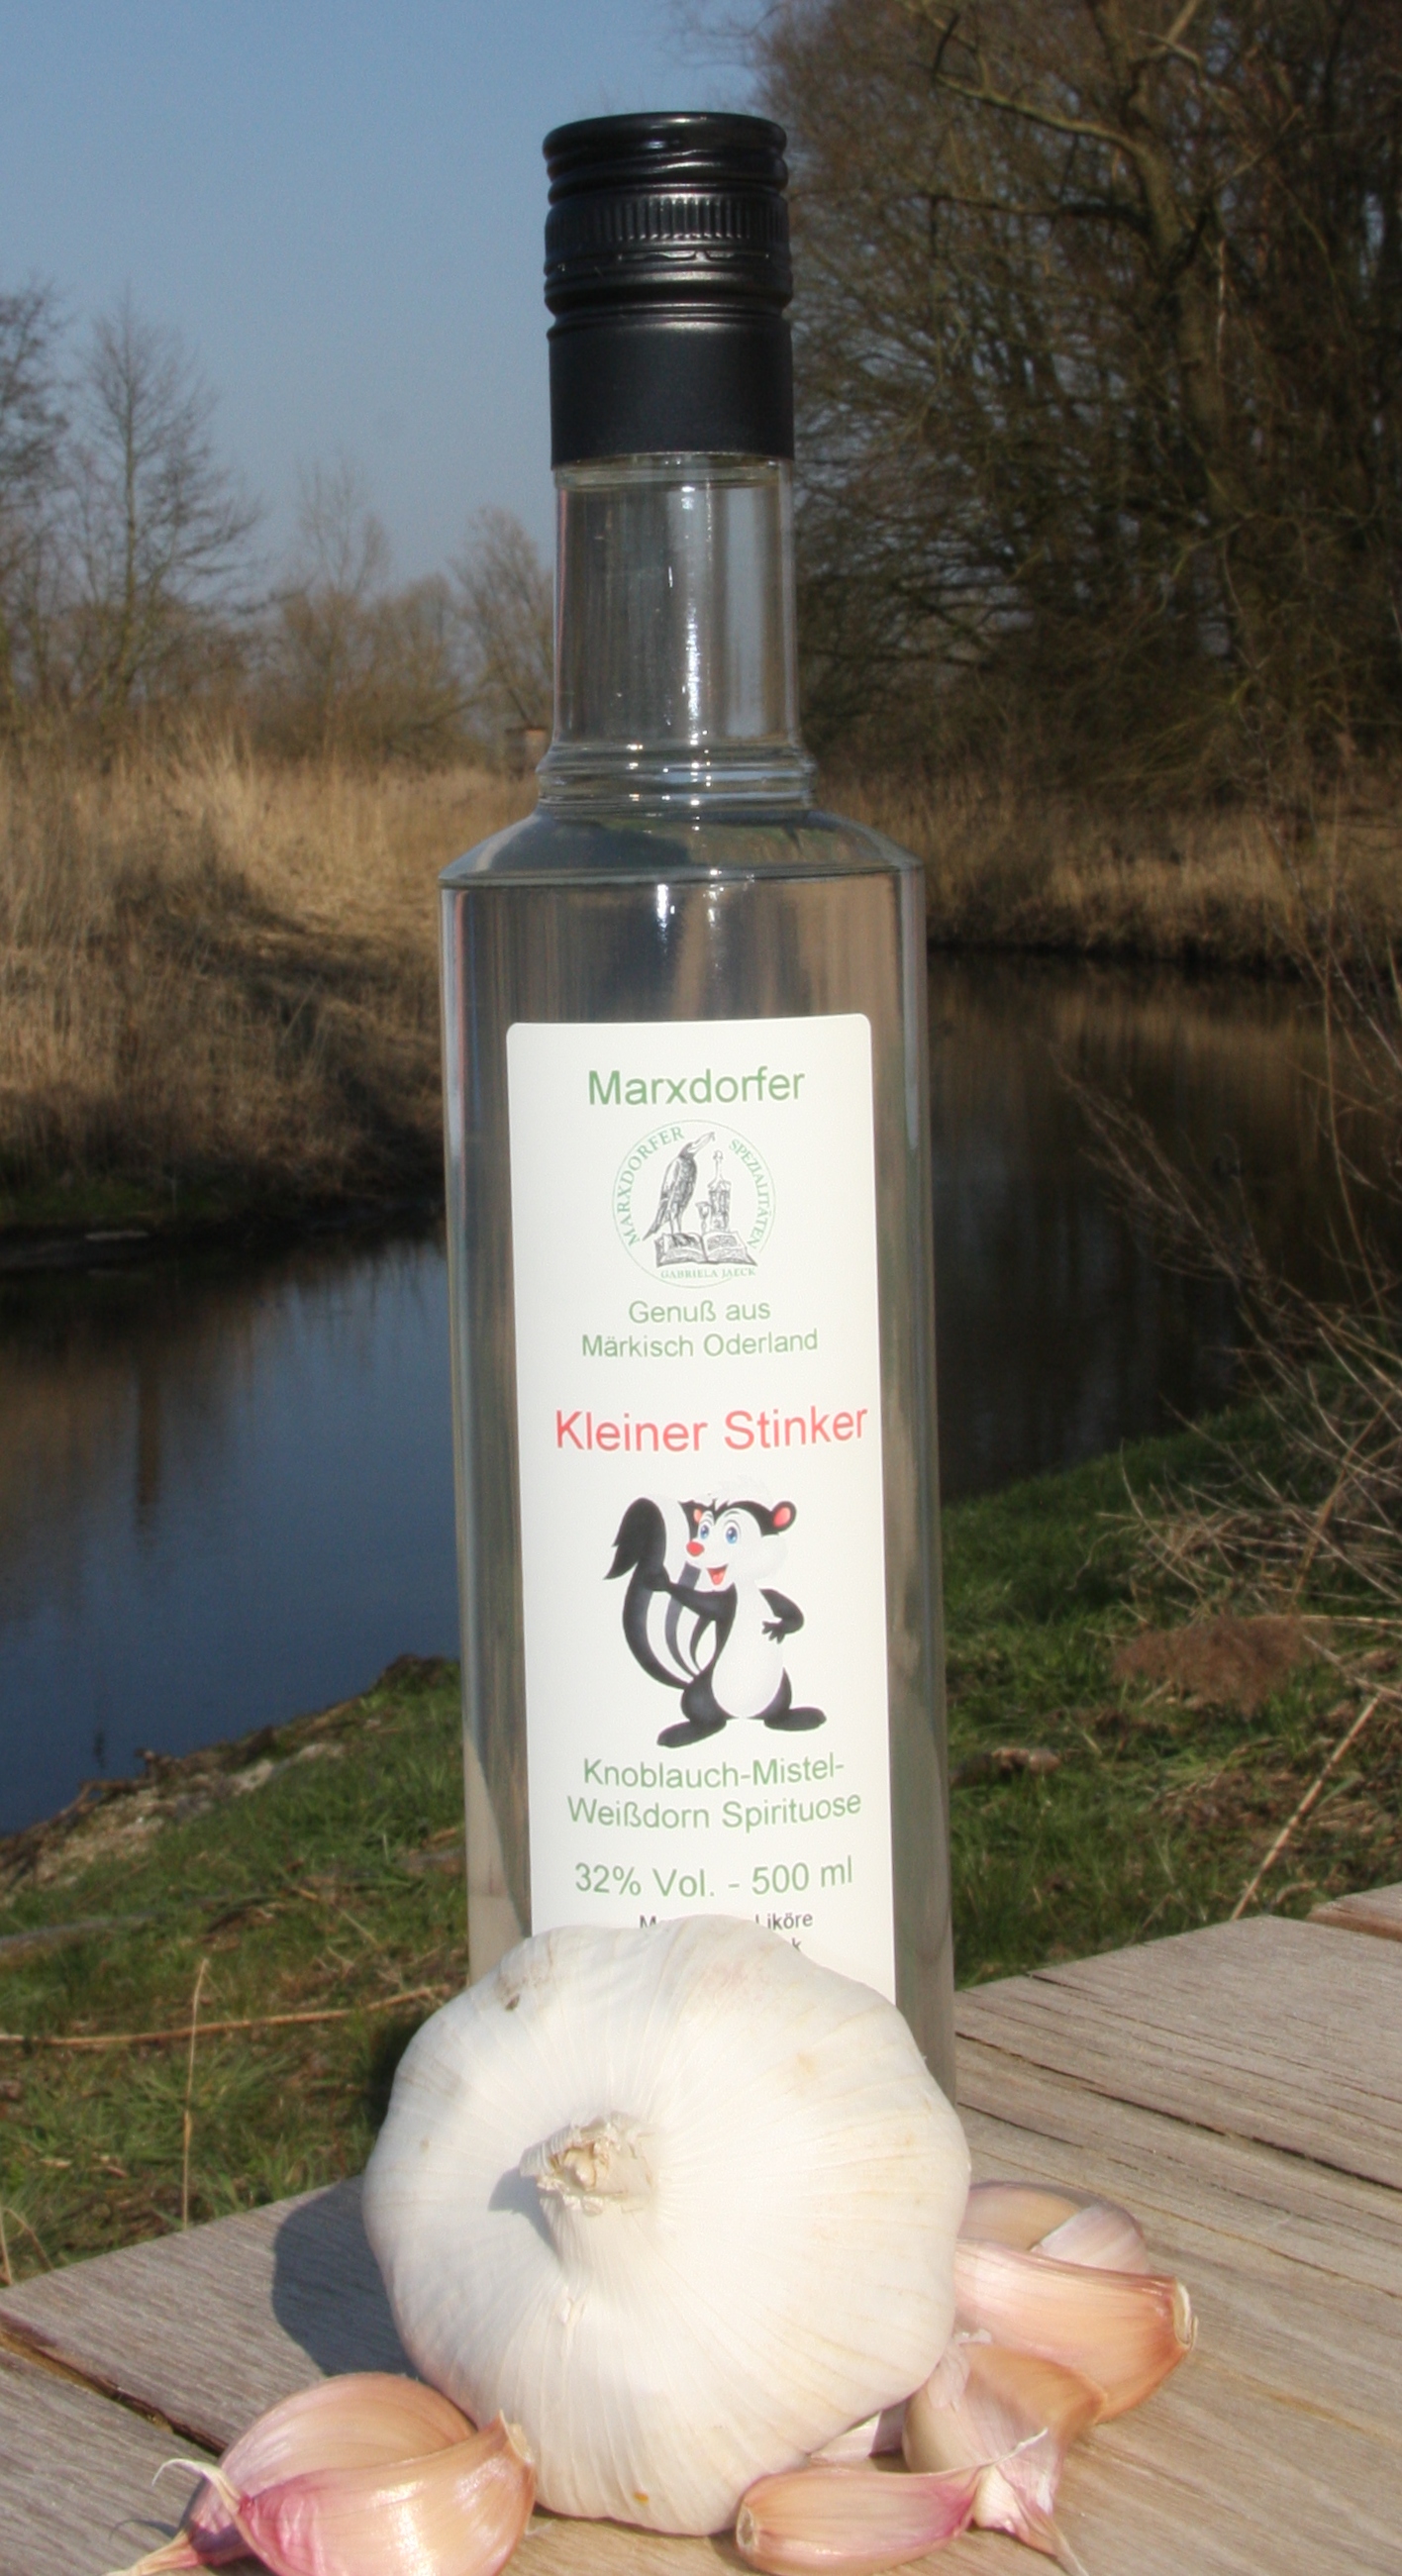 Marxdorfer
MARXDORFER SPEZIALITÄTEN
GABRIELA JAECK
Genuß aus
Märkisch Oderland
Kleiner Stinker
Knoblauch-Mistel-
Weißdorn Spirituose
32% Vol. - 500 ml
Liköre